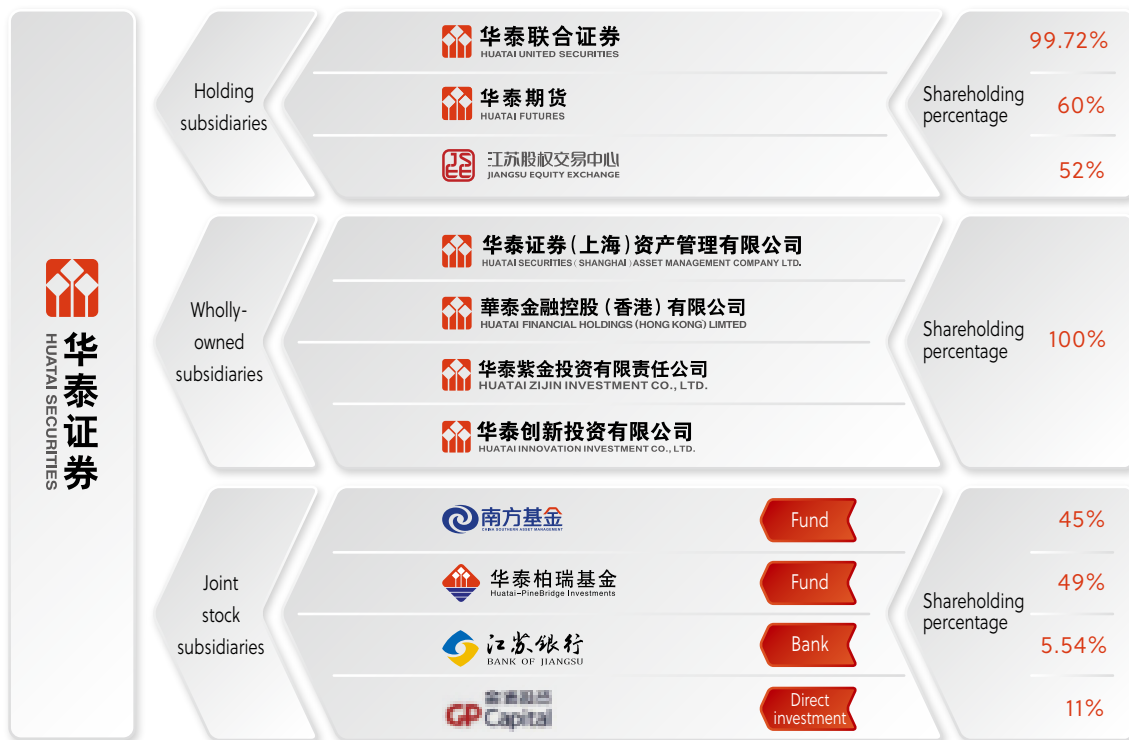 华泰证券
HUATAI SECURITIES
Holding
subsidiaries
华泰联合证券
HUATAI UNITED SECURITIES
华泰期货
HUATAI FUTURES
JS
EE
江苏股权交易中心
JIANGSU EQUITY EXCHANGE
Shareholding
percentage
99.72%
60%
52%
Wholly-
owned
subsidiaries
华泰证券(上海)资产管理有限公司
HUATAI SECURITIES(SHANGHAI)ASSET MANAGEMENT COMPANY LTD.
華泰金融控股(香港)有限公司
HUATAI FINANCIAL HOLDINGS (HONG KONG) LIMTED
华泰紫金投资有限责任公司
HUATAI ZIJIN INVESTMENT CO., LTD.
华泰创新投资有限公司
HUATAI INNOVATION INVESTMENT CO., LTD.
Shareholding
percentage
100%
Joint
stock
subsidiaries
南方基金
CHINA SOUTHERN ASSET MANAGEMENT
Fund
华泰柏瑞基金
Huatai-PineBridge Investments
Fund
江苏银行
BANK OF JIANGSU
Bank
GP Capital
Direct
investment
Shareholding
percentage
45%
49%
5.54%
11%